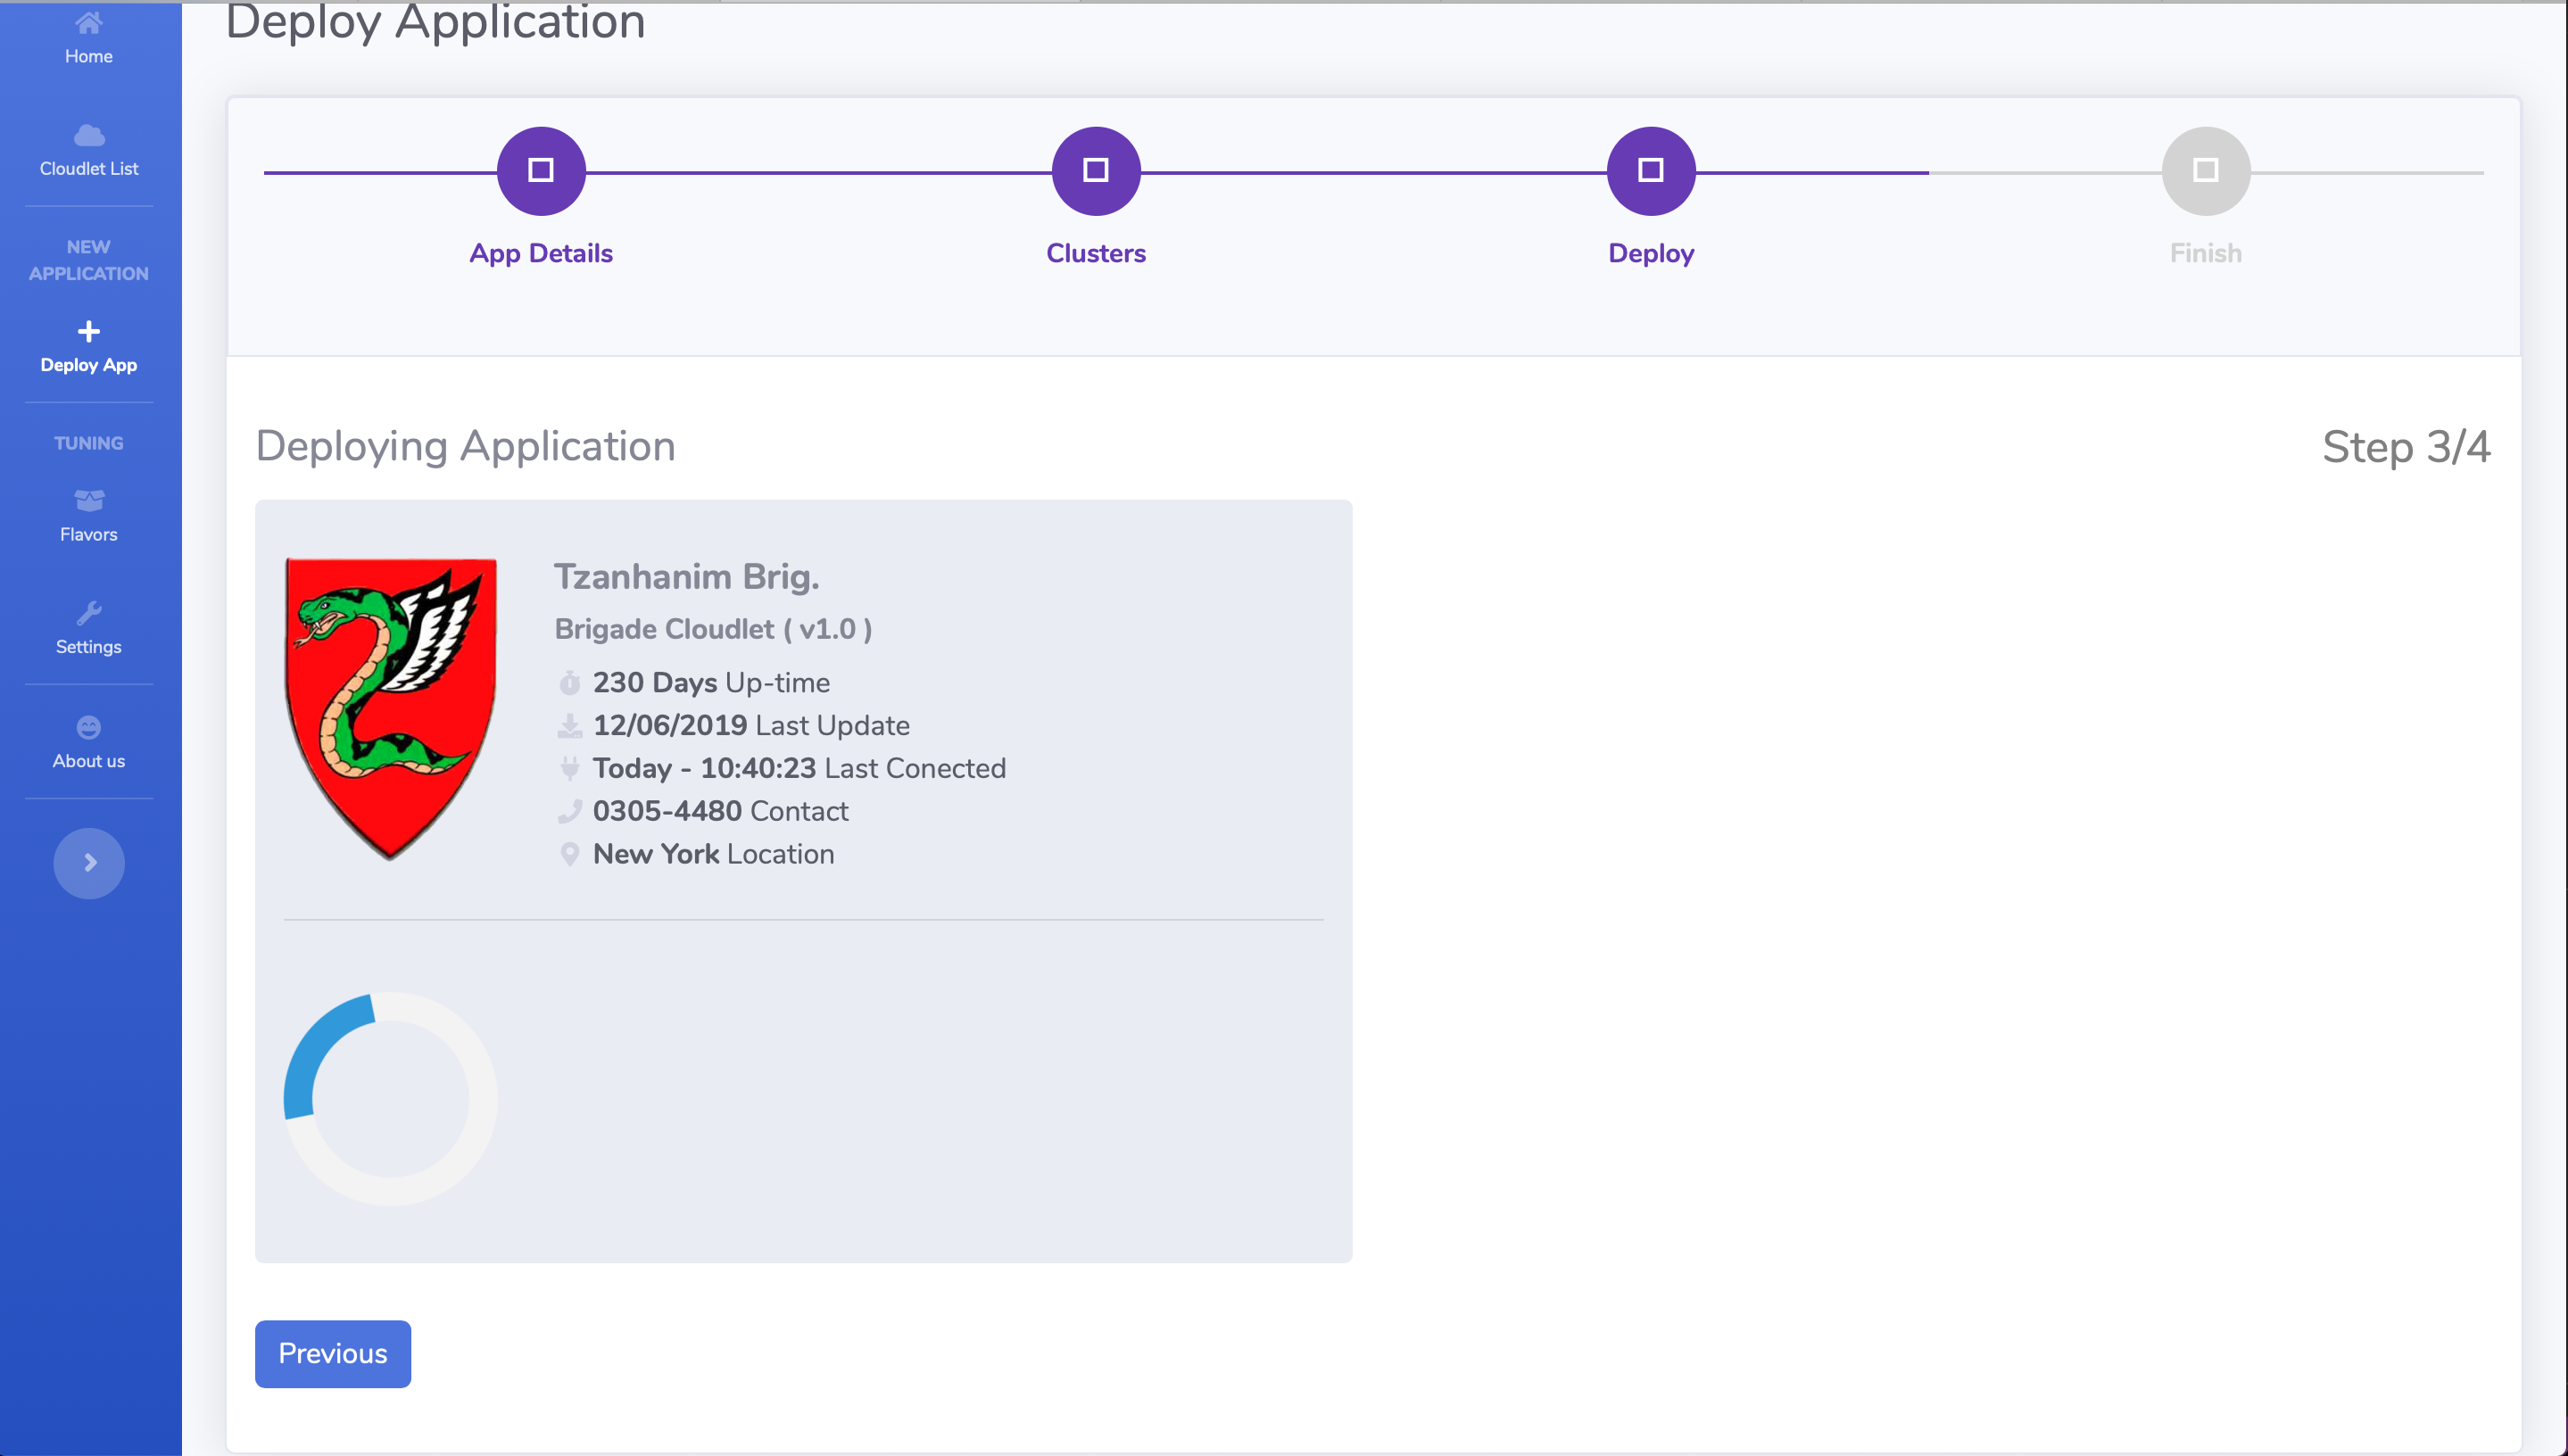 Deploy Application
Home
Cloudlet List
NEW
APPLICATION
Deploy App
TUNING
Flavors
Settings
About us
App Details
Clusters
Deploy
Finish
Deploying Application
Step 3/4
Tzanhanim Brig.
Brigade Cloudlet ( v1.0 )
230 Days Up-time
12/06/2019 Last Update
Today - 10:40:23 Last Conected
0305-4480 Contact
New York Location
Previous